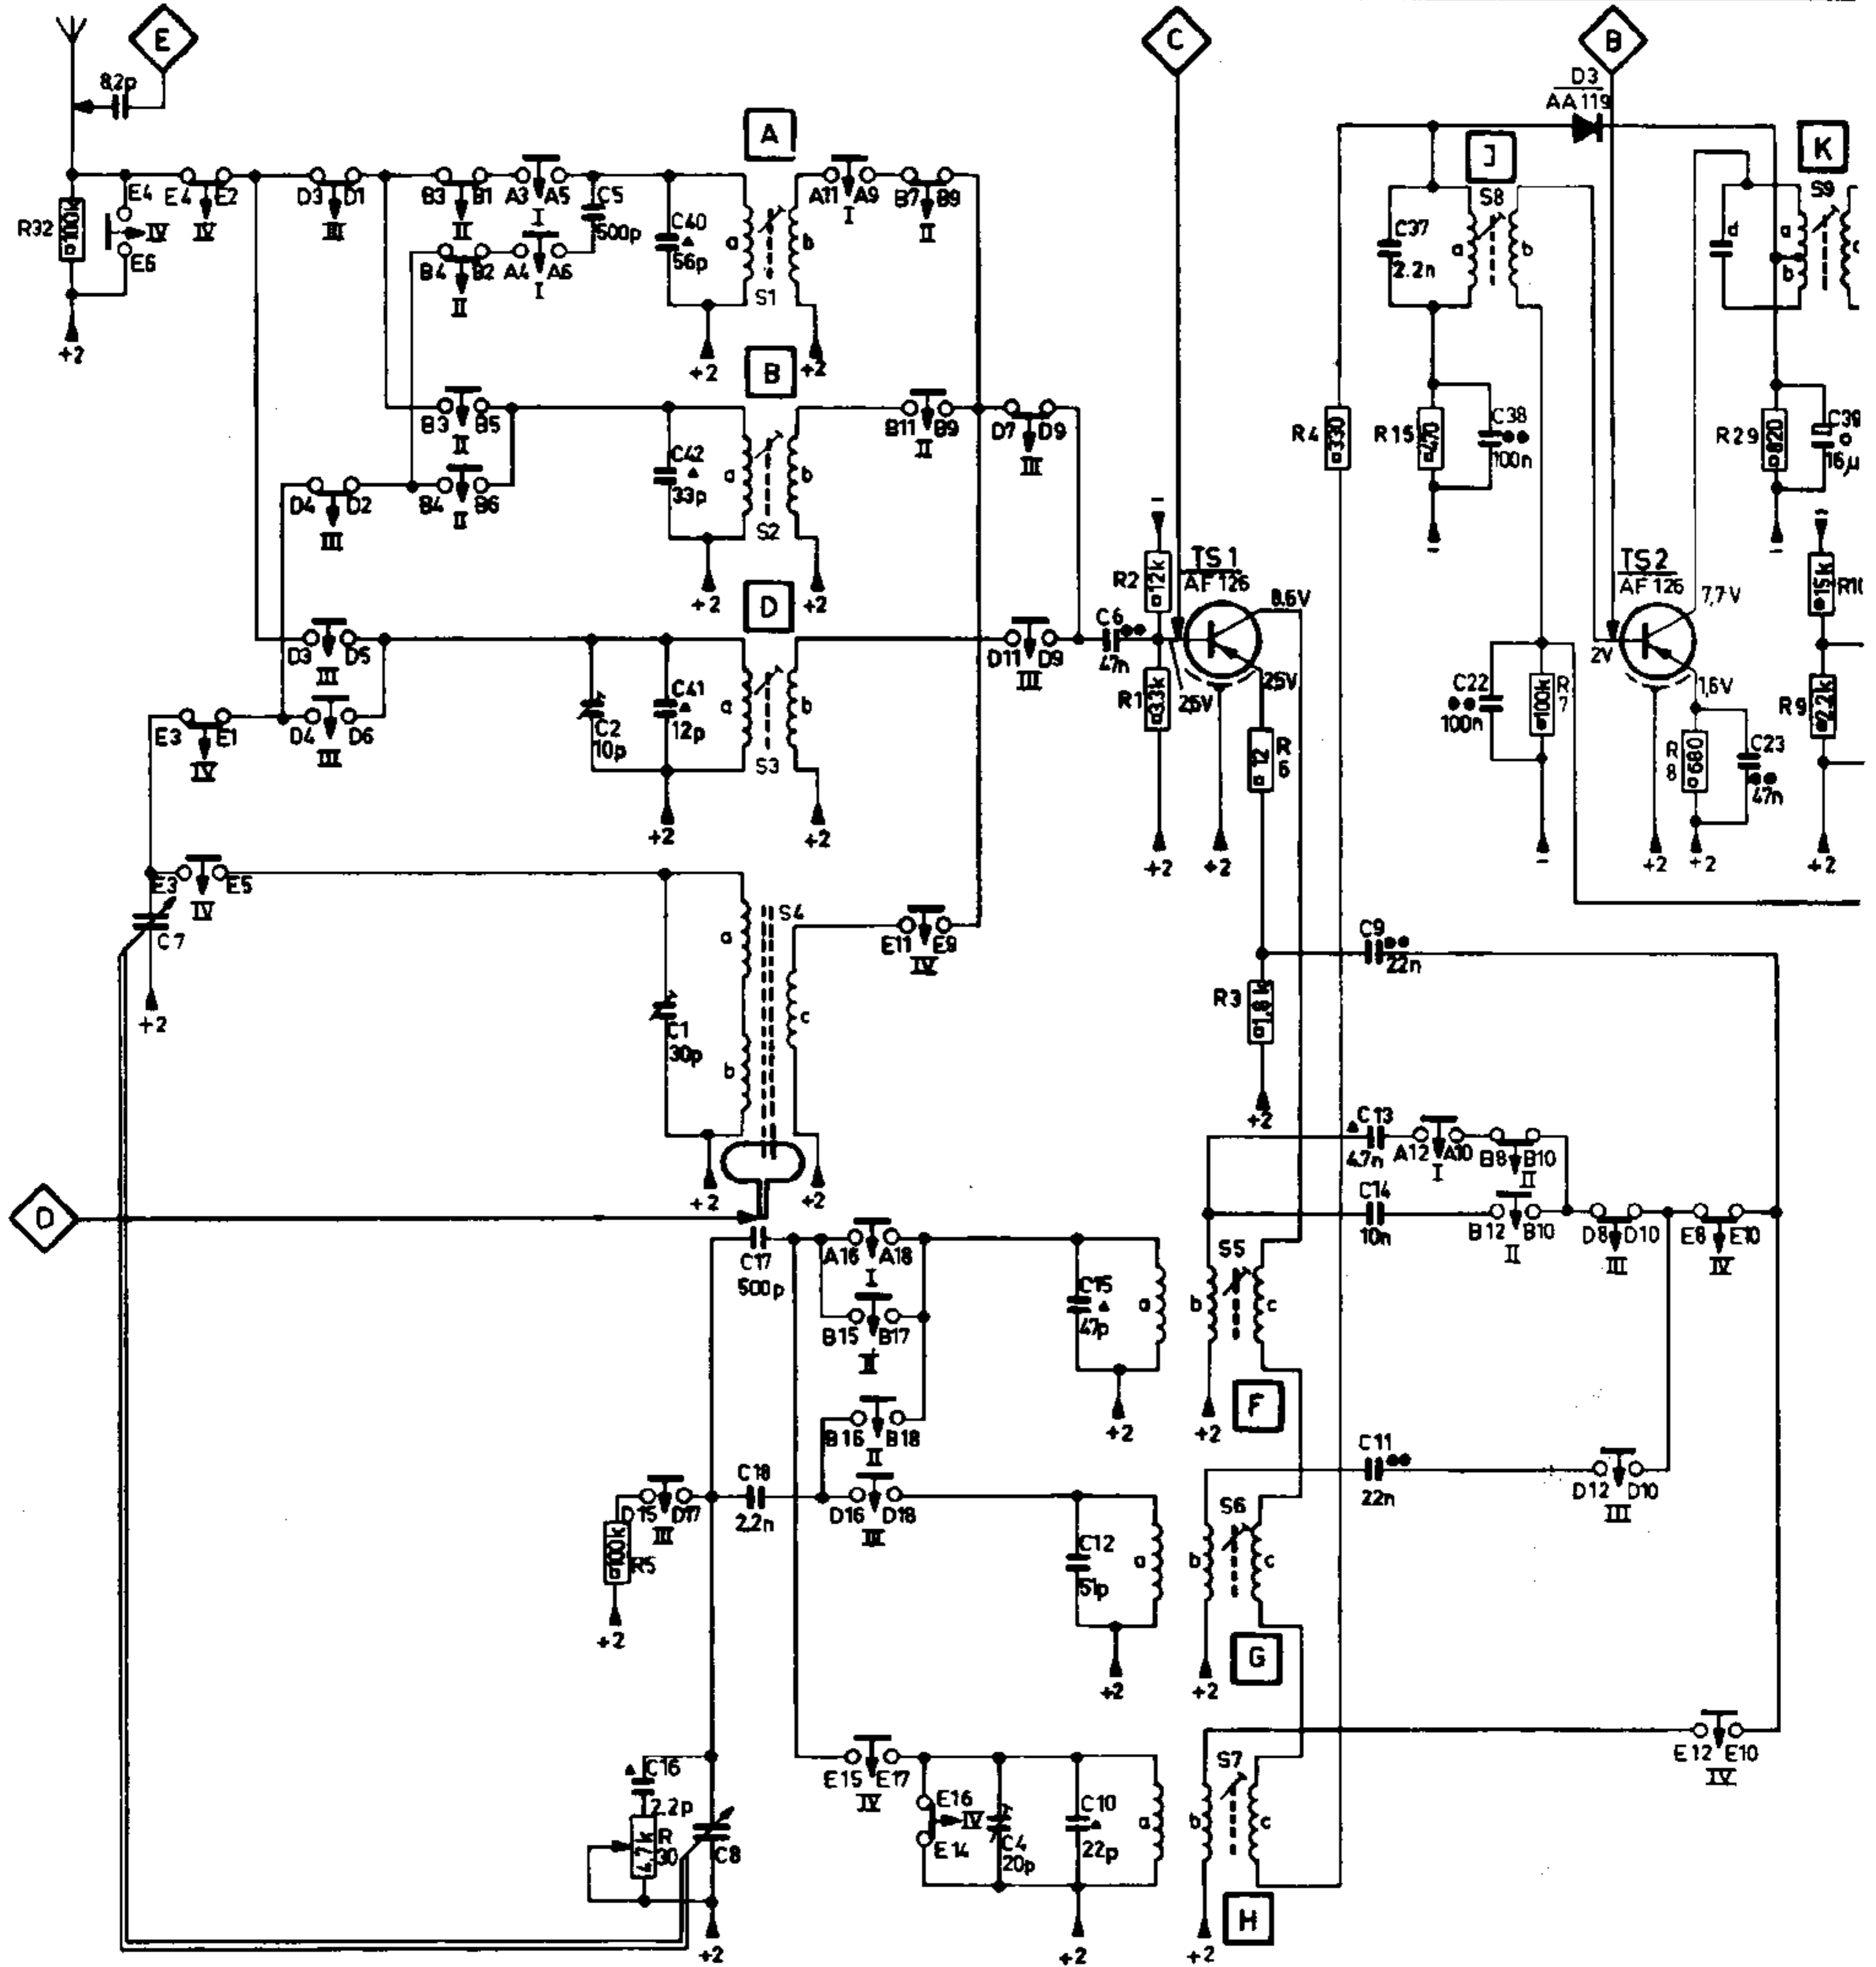 E
C
B
8,2p
D3
AA 119
A
J
K
E4
E4 E2
D3 D1
B3 B1
A3 A5
C5
500p
A11 A9
B7 B9
R32
100k
IV
IV
III
II
I
I
II
E6
B4 B2
A4 A6
II
I
C40
56p
a
b
S1
C37
2.2n
S8
a
b
d
S9
a
b
+2
+2
+2
B
B3 B5
II
B11 B9
II
D7 D9
III
R4
330
R15
470
C38
100n
R29
820
C39
16µ
D4 D2
III
B4 B6
II
C42
33p
a
b
S2
+2
+2
D
R2
12k
TS 1
AF 126
8.6V
TS 2
AF 126
7,7V
15k
R10
D3 D5
III
D11 D9
III
C6
47n
R1
3.3k
2,6V
2,5V
2V
1,6V
E3 E1
IV
D4 D6
III
C2
10p
C41
12p
a
b
S3
R
6
12
C22
100n
R
7
100k
R
8
680
C23
47n
R9
2.2k
+2
+2
+2
+2
+2
+2
+2
E3 E5
IV
C7
+2
S4
a
b
c
E11 E9
IV
C9
22n
C1
30p
R3
1.8k
+2
+2
+2
C13
4.7n
A12 A10
I
B8 B10
II
C14
10n
B12 B10
II
D8 D10
III
E8 E10
IV
D
C17
500p
A16 A18
I
B15 B17
II
B16 B18
II
C15
47p
a
S5
b
c
+2
+2
F
C11
22n
D12 D10
III
D15 D17
III
C18
2.2n
D16 D18
III
100k
R5
+2
C12
51p
a
S6
b
c
+2
+2
G
E12 E10
IV
E15 E17
IV
C16
2.2p
R
30
4.7k
C8
+2
E16
IV
E14
C4
20p
C10
22p
a
S7
b
c
+2
+2
H